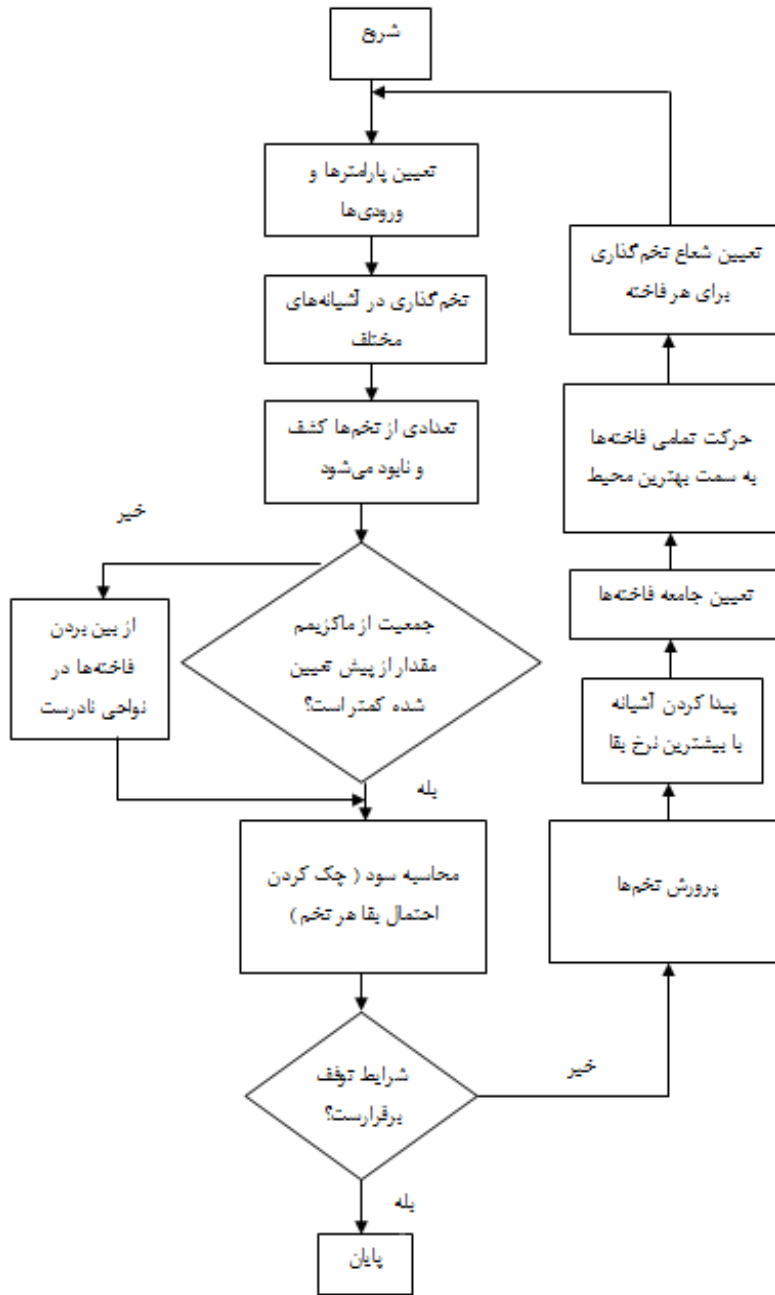 شروع
تعیین پارامترها و
ورودی‌ها
تخم‌گذاری در آشیانه‌های
مختلف
تعدادی از تخم‌ها کشف
و نابود می‌شود
خیر
جمعیت از ماکزیمم
مقدار از پیش تعیین
شده کمتر است؟
از بین بردن
فاخته‌ها در
نواحی نادرست
بله
محاسبه سود ( چک کردن
احتمال بقا هر تخم )
شرایط توقف
برقرارست؟
خیر
بله
پایان
پرورش تخم‌ها
پیدا کردن آشیانه
با بیشترین نرخ بقا
تعیین جامعه فاخته‌ها
حرکت تمامی فاخته‌ها
به سمت بهترین محیط
تعیین شعاع تخم‌گذاری
برای هر فاخته